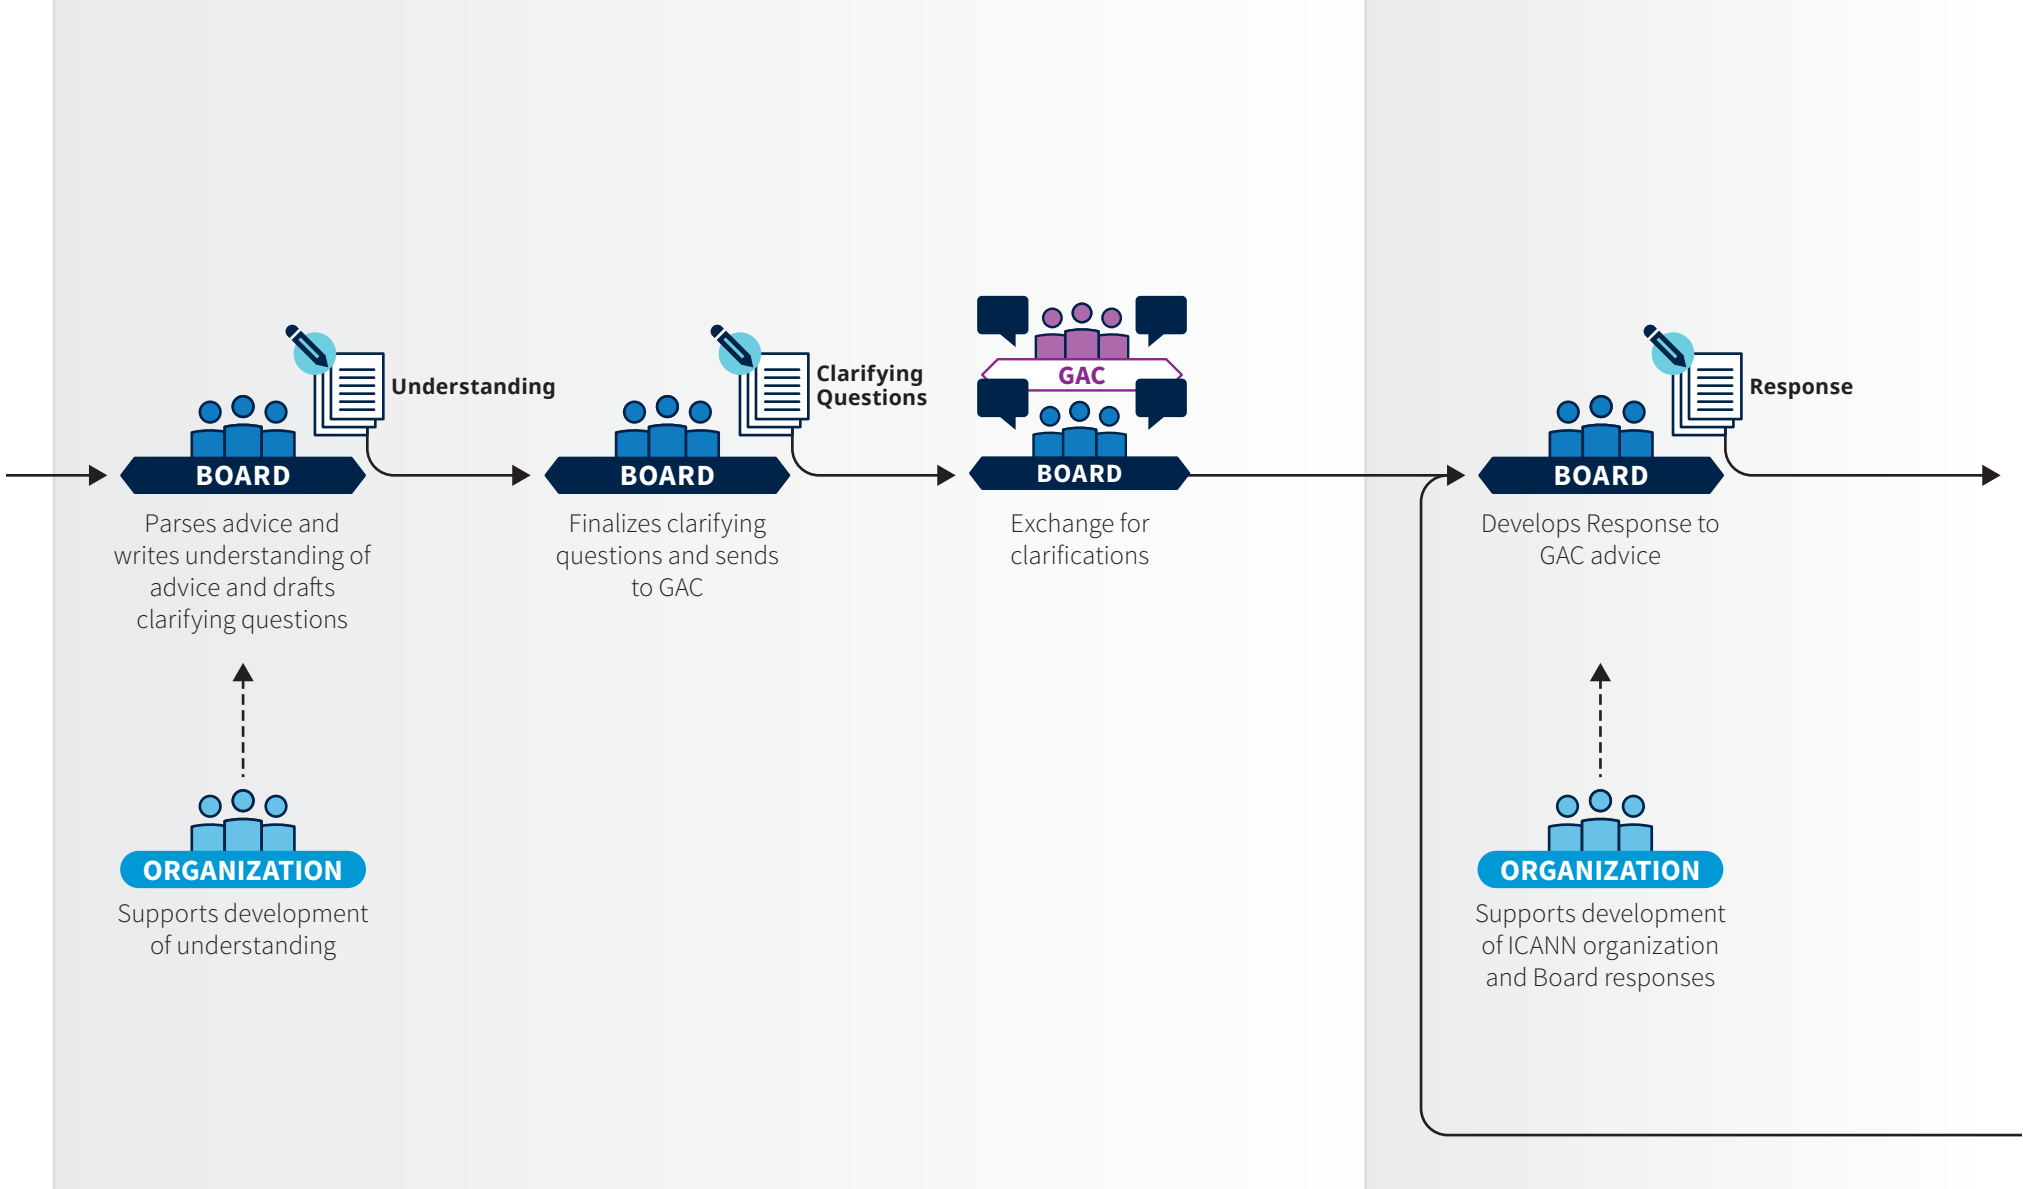 Understanding
BOARD
Parses advice and
writes understanding of
advice and drafts
clarifying questions
ORGANIZATION
Supports development
of understanding
Clarifying
Questions
BOARD
Finalizes clarifying
questions and sends
to GAC
GAC
BOARD
Exchange for
clarifications
Response
BOARD
Develops Response to
GAC advice
ORGANIZATION
Supports development
of ICANN organization
and Board responses